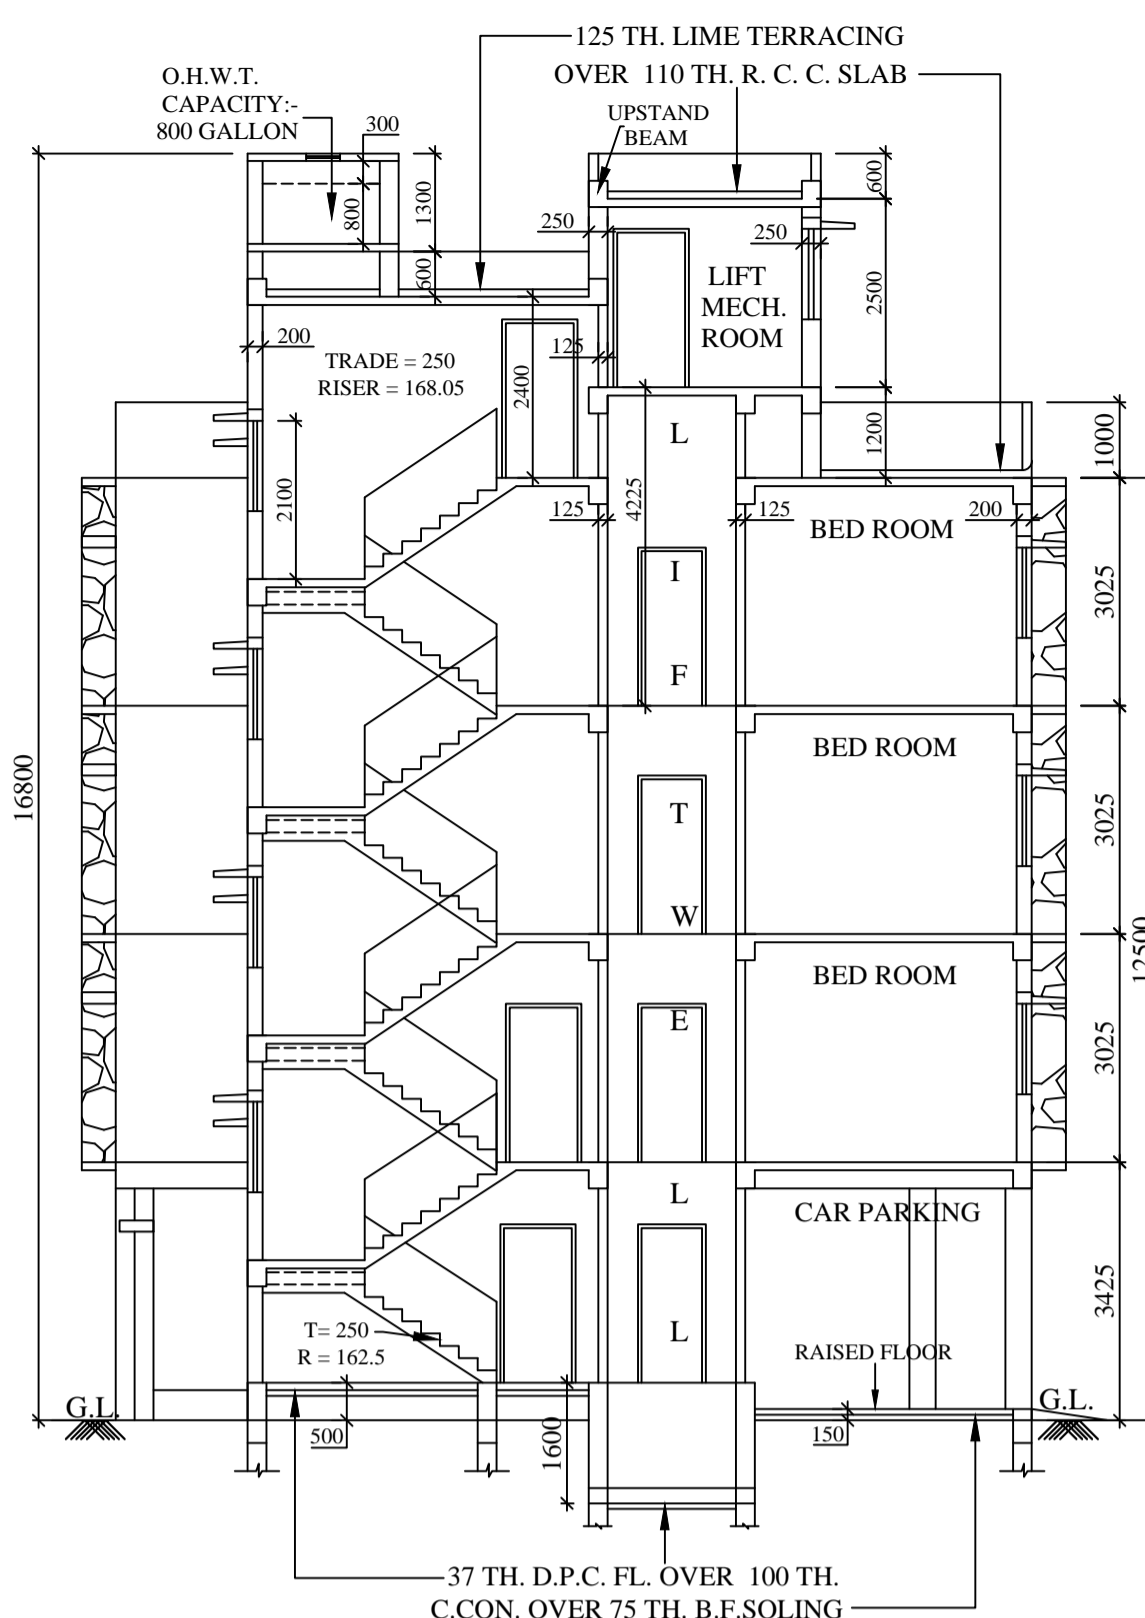 125 TH. LIME TERRACING
OVER 110 TH. R. C. C. SLAB
O.H.W.T.
CAPACITY:-
800 GALLON
300
UPSTAND
BEAM
800
1300
600
600
250
250
LIFT
MECH.
ROOM
2500
200
TRADE = 250
RISER = 168.05
125
2400
1200
1000
2100
L
4225
125
125
BED ROOM
200
I
3025
F
16800
BED ROOM
T
3025
W
12500
BED ROOM
E
3025
L
CAR PARKING
3425
T= 250
R = 162.5
L
RAISED FLOOR
G.L.
G.L.
500
1600
150
37 TH. D.P.C. FL. OVER 100 TH.
C.CON. OVER 75 TH. B.F.SOLING